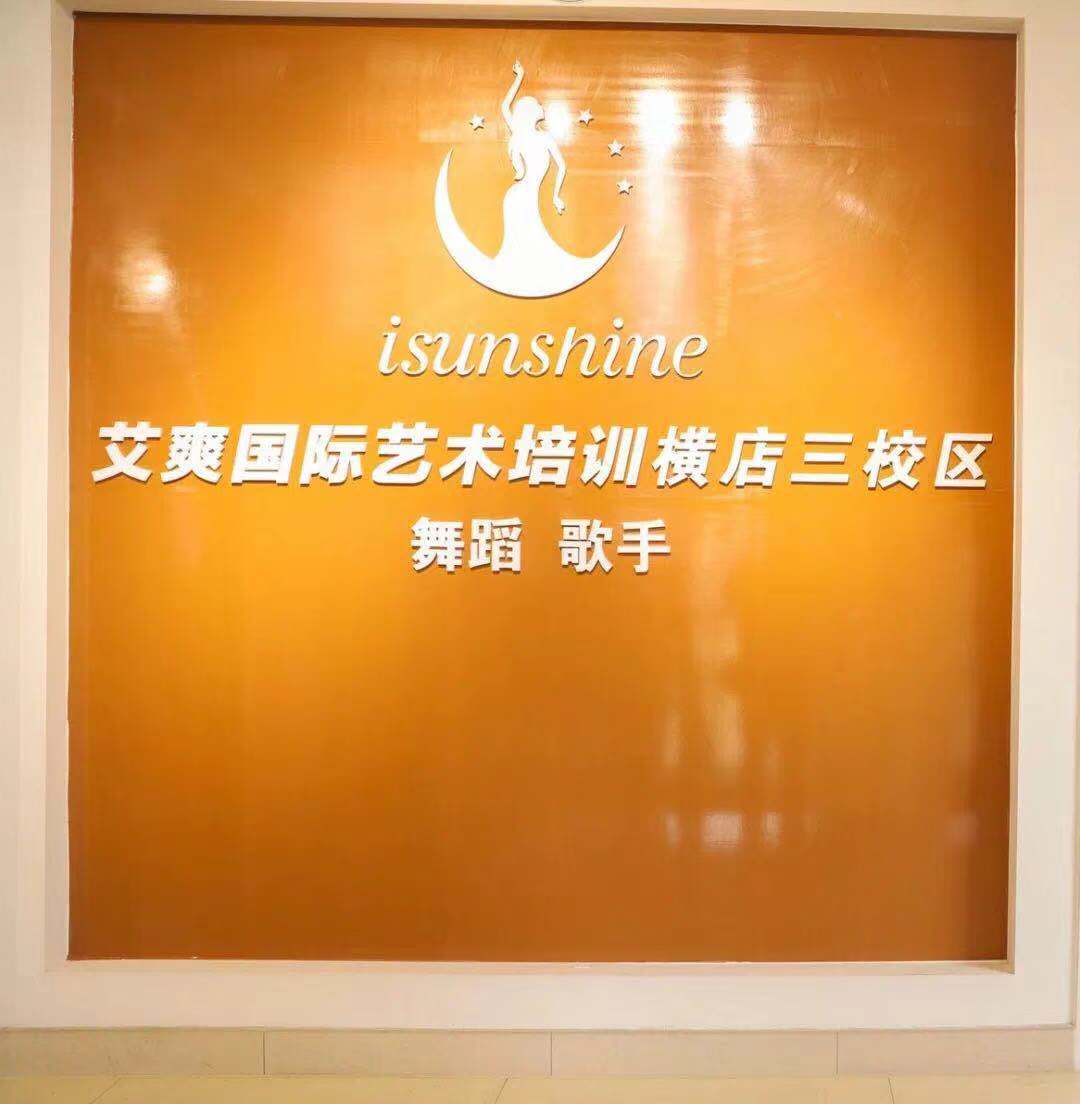 isunshine
艾爽国际艺术培训横店三校区
舞蹈 歌手